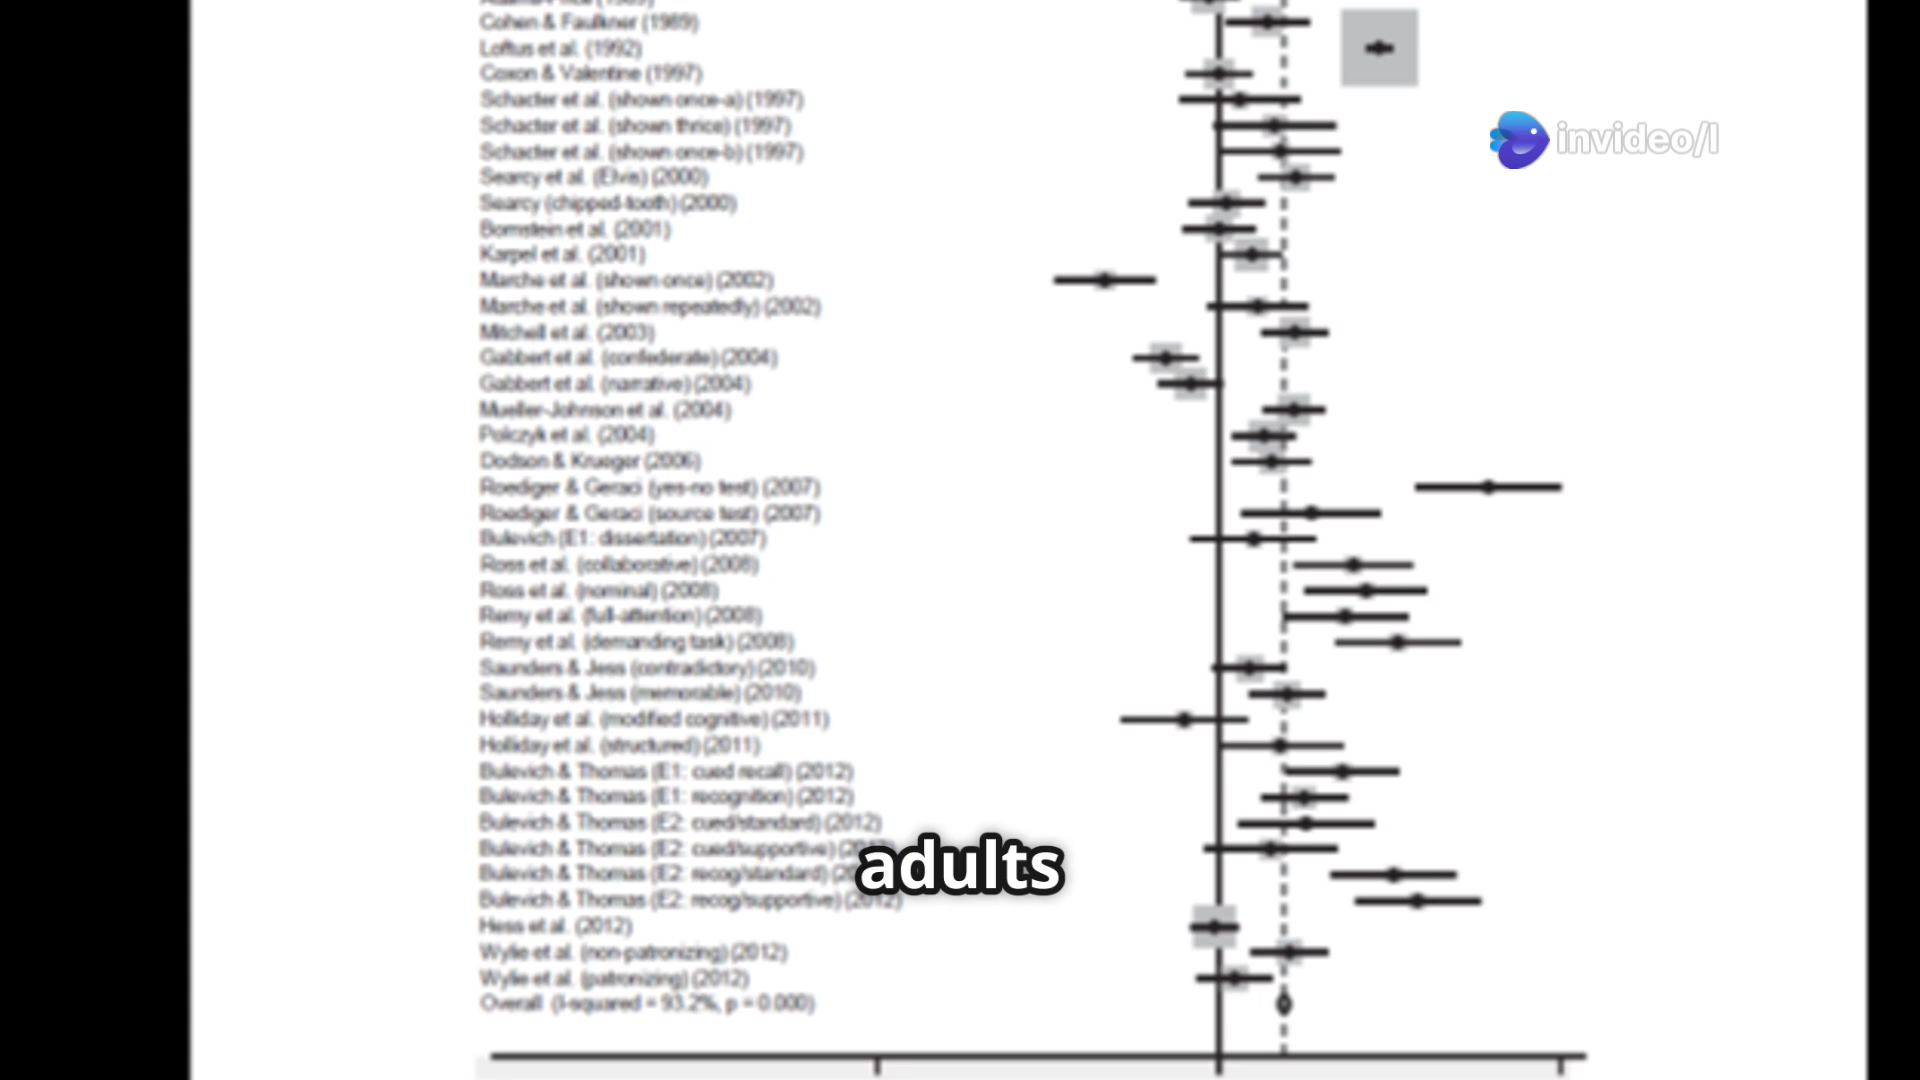 Cohen & Faulkner (1989)
Loftus et al. (1992)
Coxon & Valentine (1997)
Schacter et al. (shown once-a) (1997)
Schacter et al. (shown thrice) (1997)
Schacter et al. (shown once-b) (1997)
Searcy et al. (Elvis) (2000)
Searcy (chipped-tooth) (2000)
Bornstein et al. (2001)
Karpel et al. (2001)
Marche et al. (shown once) (2002)
Marche et al. (shown repeatedly) (2002)
Mitchell et al. (2003)
Gabbert et al. (confederate) (2004)
Gabbert et al. (narrative) (2004)
Mueller-Johnson et al. (2004)
Polczyk et al. (2004)
Dodson & Krueger (2006)
Roediger & Geraci (yes-no test) (2007)
Roediger & Geraci (source test) (2007)
Bulevich (E1: dissertation) (2007)
Ross et al. (collaborative) (2008)
Ross et al. (nominal) (2008)
Remy et al. (full-attention) (2008)
Remy et al. (demanding task) (2008)
Saunders & Jess (contradictory) (2010)
Saunders & Jess (memorable) (2010)
Holliday et al. (modified cognitive) (2011)
Holliday et al. (structured) (2011)
Bulevich & Thomas (E1: cued recall) (2012)
Bulevich & Thomas (E1: recognition) (2012)
Bulevich & Thomas (E2: cued/standard) (2012)
Bulevich & Thomas (E2: cued/supportive)
Bulevich & Thomas (E2: recog/standard)
Bulevich & Thomas (E2: recog/supportive) (2012)
Hess et al. (2012)
Wylie et al. (non-patronizing) (2012)
Wylie et al. (patronizing) (2012)
Overall (I-squared = 93.2%, p = 0.000)
invideo/I
adults